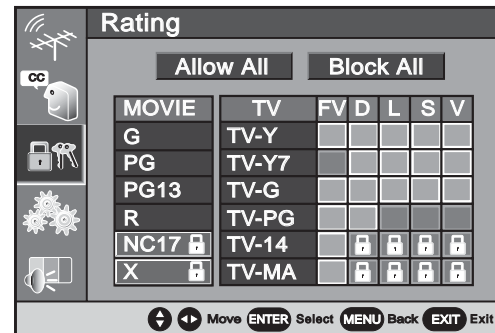 Rating
Allow All Block All
CC
MOVIE TV FV D L S V
G TV-Y
PG TV-Y7
PG13 TV-G
R TV-PG
NC17 TV-14
X TV-MA
Move ENTER Select MENU Back EXIT Exit